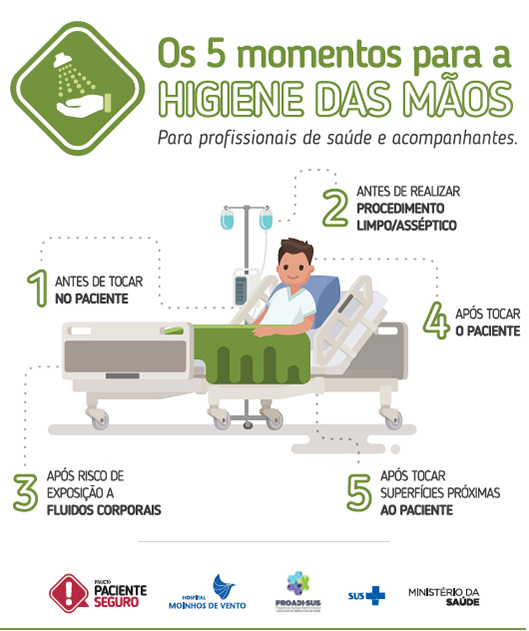 Os 5 momentos para a
HIGIENE DAS MÃOS
Para profissionais de saúde e acompanhantes.
1
ANTES DE TOCAR
NO PACIENTE
2
ANTES DE REALIZAR
PROCEDIMENTO
LIMPO/ASSÉPTICO
3
APÓS RISCO DE
EXPOSIÇÃO A
FLUIDOS CORPORAIS
4
APÓS TOCAR
O PACIENTE
5
APÓS TOCAR
SUPERFÍCIES PRÓXIMAS
AO PACIENTE
PROJETO
PACIENTE
SEGURO
HOSPITAL
MOINHOS DE VENTO
PROADI-SUS
SUS
MINISTÉRIO DA
SAÚDE